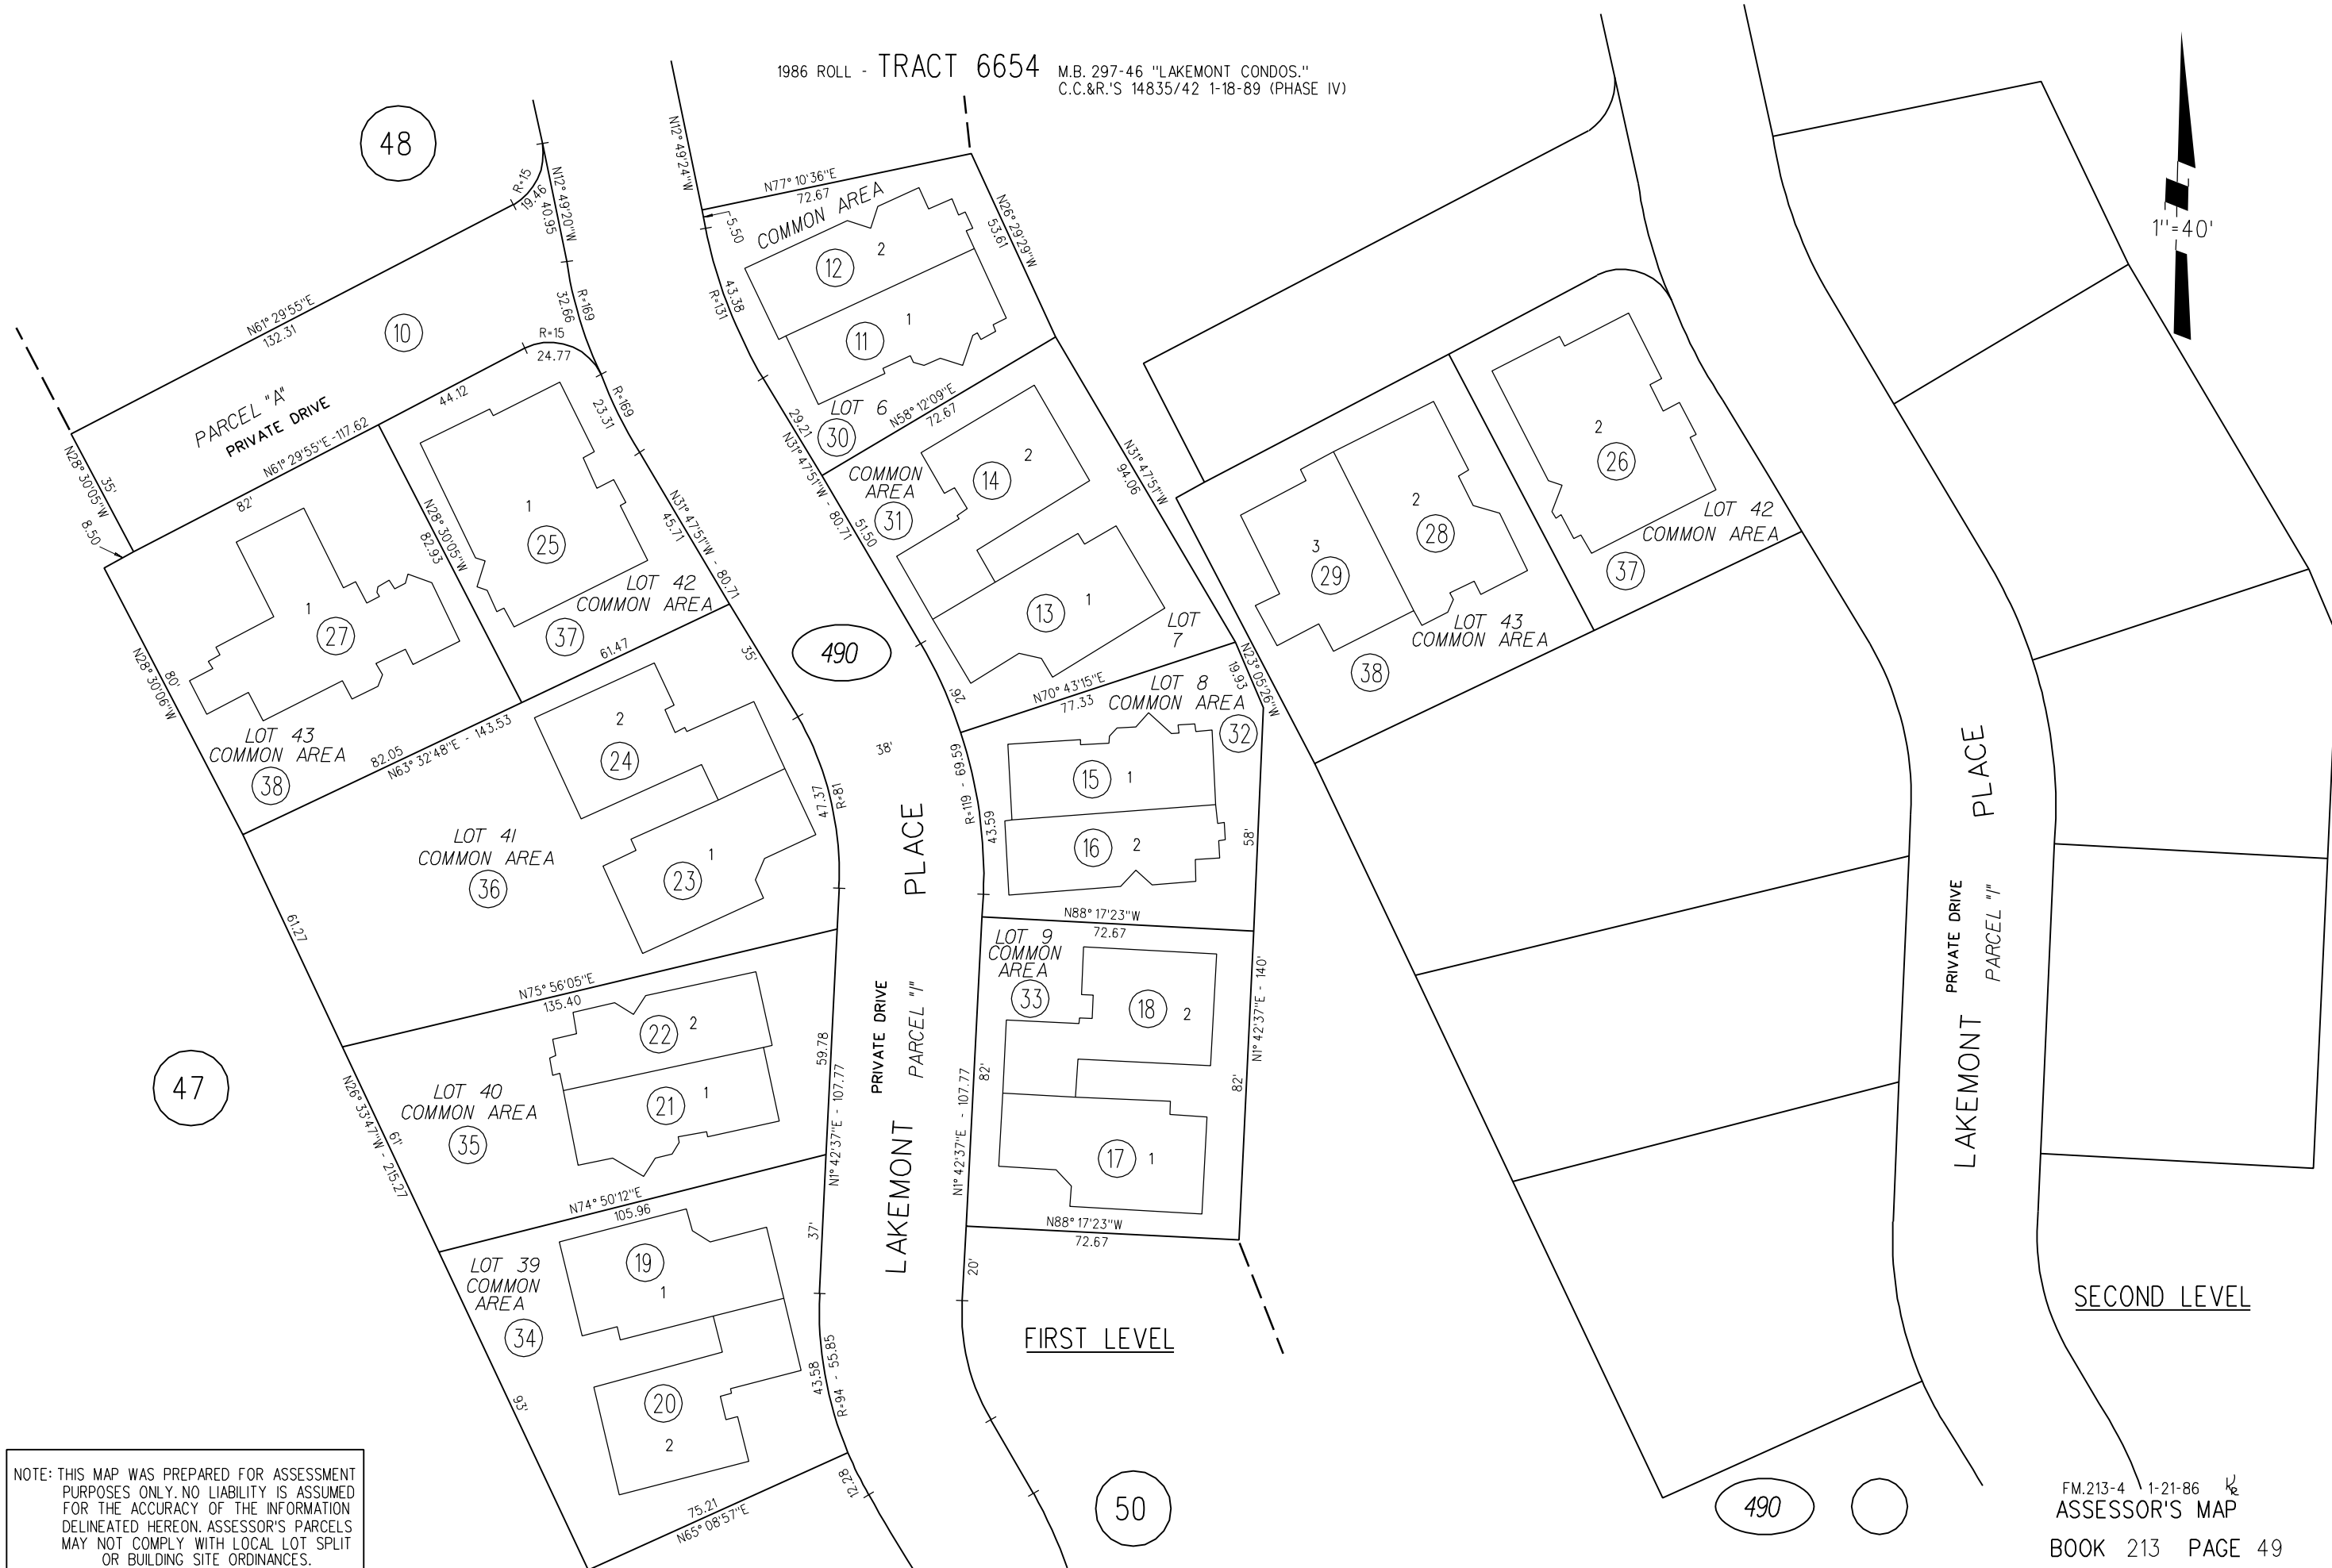 1986 ROLL - TRACT 6654 M.B. 297-46 "LAKEMONT CONDOS."
C.C.&R.'S 14835/42 1-18-89 (PHASE IV)
48
1"=40'
N12°49'24"W
N77°10'36"E
72.67
COMMON AREA
5.50
N26°29'29"W
53.61
12
2
11
1
43.38
R=131
R=15
19.46
N12°49'20"W
40.95
32.66
R=169
N61°29'55"E
132.31
10
R=15
24.77
PARCEL "A"
PRIVATE DRIVE
N61°29'55"E-117.62
44.12
82'
N28°30'05"W
35'
8.50
R=169
23.31
LOT 6
30
N58°12'09"E
72.67
29.21
N31°47'51"W - 80.71
51.50
COMMON
AREA
31
14
2
13
1
N31°47'51"W
94.06
LOT
7
N28°30'05"W
82.93
1
25
N31°47'51"W - 80.71
45.71
35'
LOT 42
COMMON AREA
37
61.47
1
27
80'
N28°30'06"W
LOT 43
COMMON AREA
38
82.05
N63°32'48"E - 143.53
490
26'
N70°43'15"E
77.33
N23°05'26"W
19.93
LOT 8
COMMON AREA
32
2
24
1
23
47.37
R=81
38'
R=119 - 69.59
43.59
15
1
16
2
58'
LOT 41
COMMON AREA
36
61.27
N75°56'05"E
135.40
N88°17'23"W
72.67
LOT 9
COMMON
AREA
33
18
2
17
1
N1°42'37"E - 140'
82'
22
2
21
1
59.78
N1°42'37"E - 107.77
PRIVATE DRIVE
PARCEL "I"
LAKEMONT PLACE
N1°42'37"E - 107.77
82'
47
LOT 40
COMMON AREA
35
61'
N26°33'47"W - 215.27
N74°50'12"E
105.96
37'
N88°17'23"W
72.67
20'
LOT 39
COMMON
AREA
34
19
1
20
2
43.58
R=94 - 55.85
93'
75.21
N65°08'57"E
12.28
FIRST LEVEL
50
2
26
LOT 42
COMMON AREA
37
2
28
3
29
LOT 43
COMMON AREA
38
LAKEMONT PLACE
PRIVATE DRIVE
PARCEL "I"
SECOND LEVEL
490
NOTE: THIS MAP WAS PREPARED FOR ASSESSMENT
PURPOSES ONLY. NO LIABILITY IS ASSUMED
FOR THE ACCURACY OF THE INFORMATION
DELINEATED HEREON. ASSESSOR'S PARCELS
MAY NOT COMPLY WITH LOCAL LOT SPLIT
OR BUILDING SITE ORDINANCES.
FM.213-4 1-21-86
ASSESSOR'S MAP
BOOK 213 PAGE 49